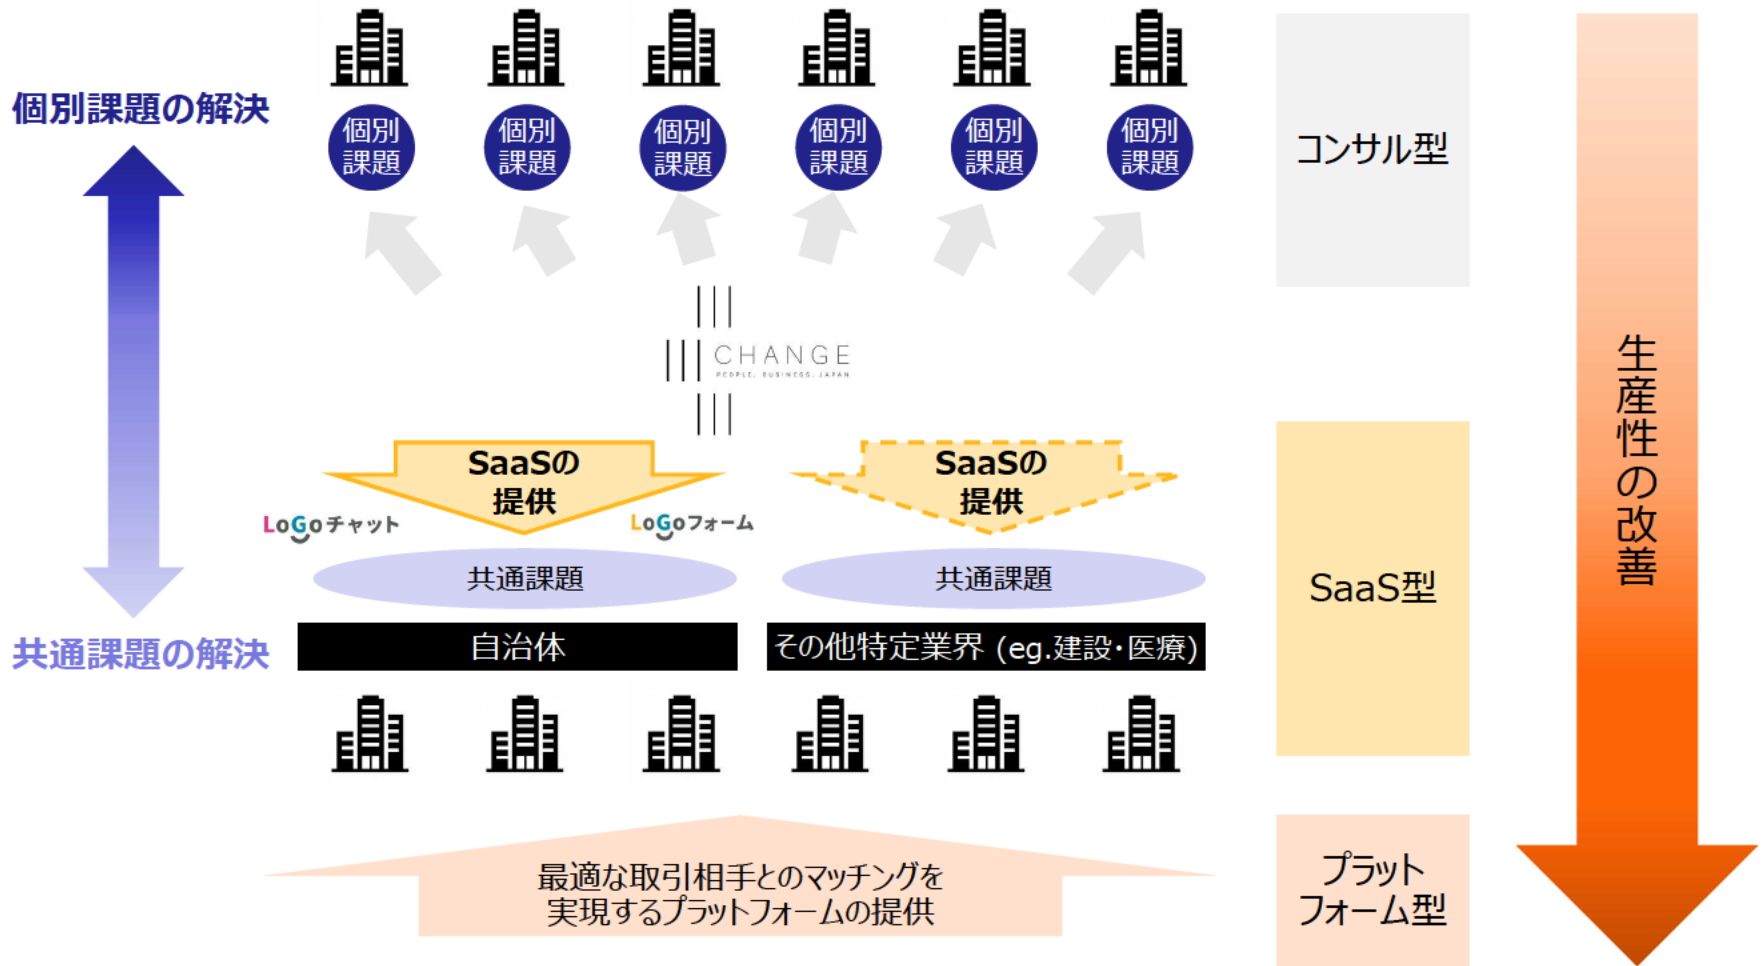 個別課題の解決
個別
課題
個別
課題
個別
課題
個別
課題
個別
課題
個別
課題
コンサル型
CHANGE
PEOPLE, BUSINESS, JAPAN
生産性の改善
SaaSの
提供
SaaSの
提供
LoGoチャット
LoGoフォーム
共通課題
共通課題
SaaS型
共通課題の解決
自治体
その他特定業界 (eg.建設・医療)
最適な取引相手とのマッチングを
実現するプラットフォームの提供
プラット
フォーム型